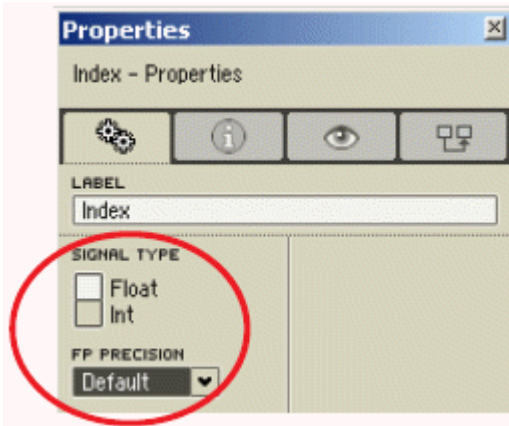 Properties
Index - Properties
LABEL
Index
SIGNAL TYPE
Float
Int
FP PRECISION
Default